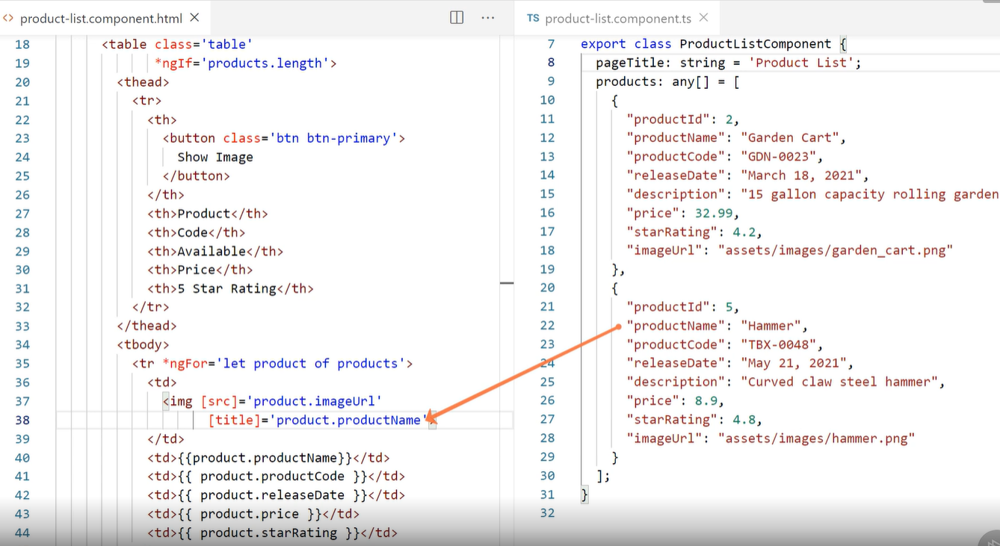 product-list.component.html
18 <table class='table'
19 *ngIf='products.length'>
20 <thead>
21 <tr>
22 <th>
23 <button class='btn btn-primary'>
24 Show Image
25 </button>
26 </th>
27 <th>Product</th>
28 <th>Code</th>
29 <th>Available</th>
30 <th>Price</th>
31 <th>5 Star Rating</th>
32 </tr>
33 </thead>
34 <tbody>
35 <tr *ngFor='let product of products'>
36 <td>
37 <img [src]='product.imageUrl'
38 [title]='product.productName'>
39 </td>
40 <td>{{product.productName}}</td>
41 <td>{{ product.productCode }}</td>
42 <td>{{ product.releaseDate }}</td>
43 <td>{{ product.price }}</td>
44 <td>{{ product.starRating }}</td>
TS product-list.component.ts
7 export class ProductListComponent {
8 pageTitle: string = 'Product List';
9 products: any[] = [
10 {
11 "productId": 2,
12 "productName": "Garden Cart",
13 "productCode": "GDN-0023",
14 "releaseDate": "March 18, 2021",
15 "description": "15 gallon capacity rolling garden
16 "price": 32.99,
17 "starRating": 4.2,
18 "imageUrl": "assets/images/garden_cart.png"
19 },
20 {
21 "productId": 5,
22 "productName": "Hammer",
23 "productCode": "TBX-0048",
24 "releaseDate": "May 21, 2021",
25 "description": "Curved claw steel hammer",
26 "price": 8.9,
27 "starRating": 4.8,
28 "imageUrl": "assets/images/hammer.png"
29 }
30 ];
31 }
32